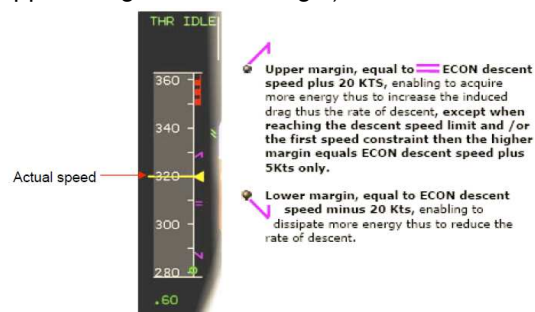 THR IDLE
360
340
Actual speed
320
300
280
.60
Upper margin, equal to ECON descent
speed plus 20 KTS, enabling to acquire
more energy thus to increase the induced
drag thus the rate of descent, except when
reaching the descent speed limit and /or
the first speed constraint then the higher
margin equals ECON descent speed plus
5Kts only.
Lower margin, equal to ECON descent
speed minus 20 Kts, enabling to
dissipate more energy thus to reduce the
rate of descent.